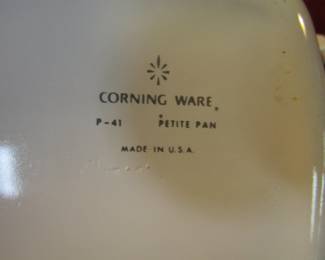 CORNING WARE®
P-41 PETITE PAN
MADE IN U.S.A.